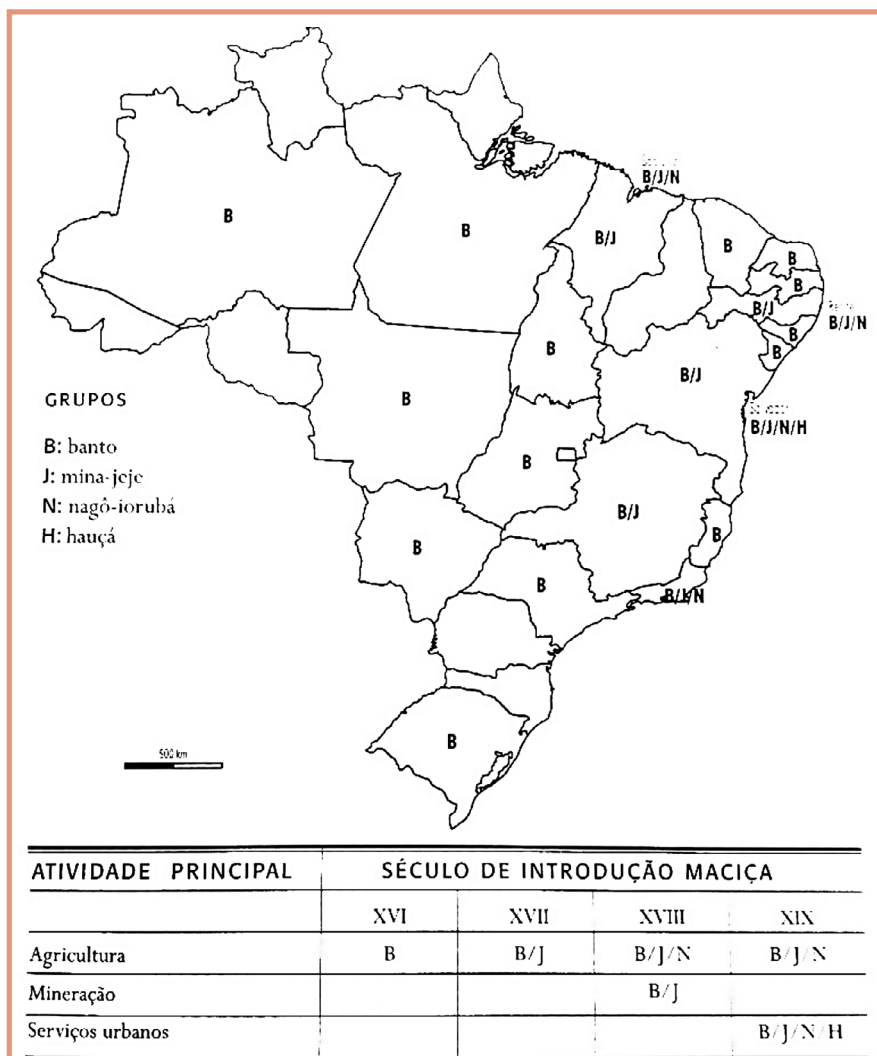 B/J/N
B
B
B/J
B
B
B
B/J
B/J/N
B
B
B
B/J
B
Salvador
B/J/N/H
GRUPOS
B: banto
J: mina-jeje
N: nagô-iorubá
H: hauçá
B
B/J
B
B
B
B/J/N
B
500 km
ATIVIDADE PRINCIPAL SÉCULO DE INTRODUÇÃO MACIÇA
XVI XVII XVIII XIX
Agricultura B B/J B/J/N B/J/N
Mineração B/J
Serviços urbanos B/J/N/H